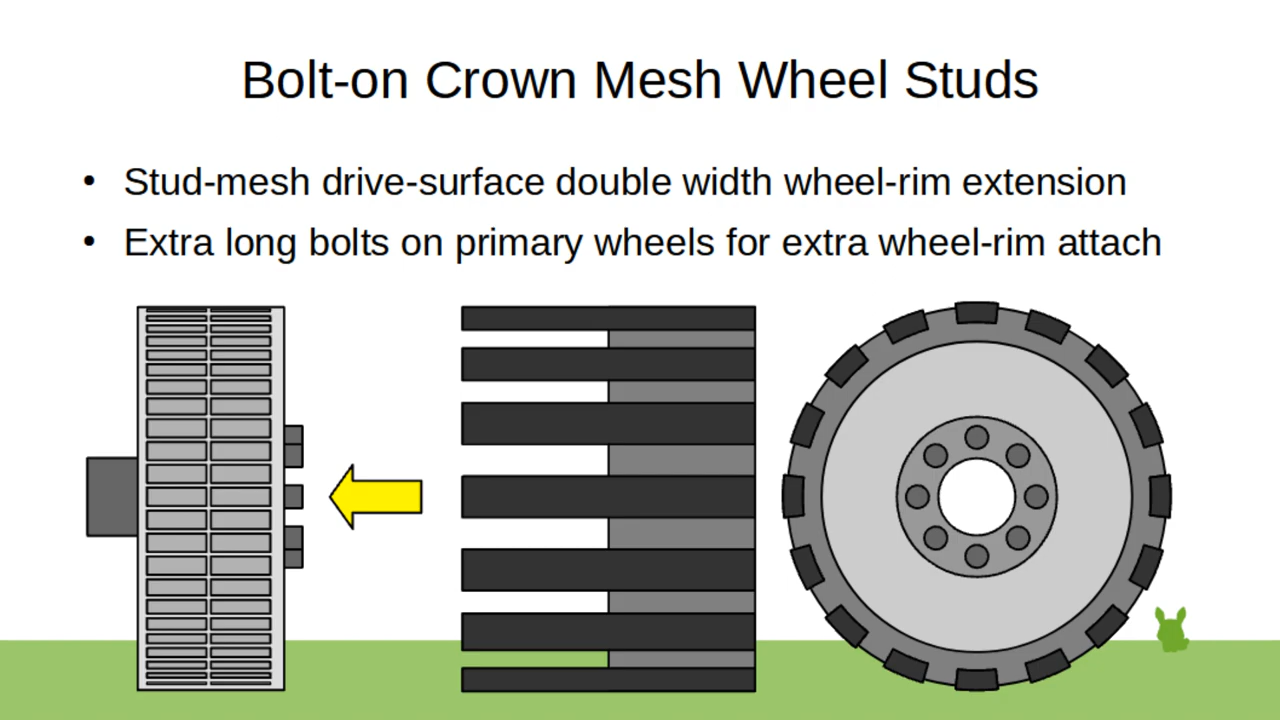 Bolt-on Crown Mesh Wheel Studs
• Stud-mesh drive-surface double width wheel-rim extension
• Extra long bolts on primary wheels for extra wheel-rim attach